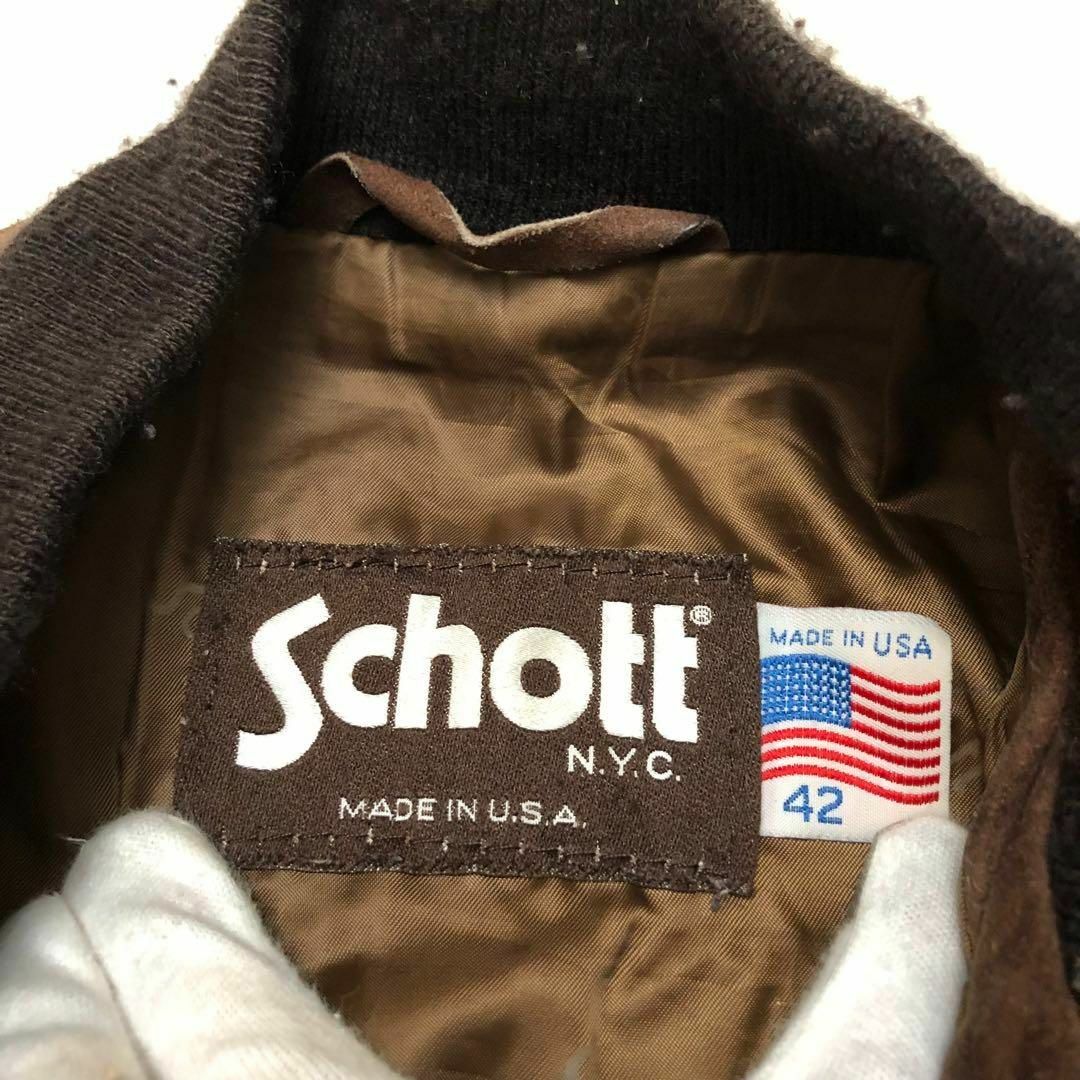 Schott®
N.Y.C.
MADE IN U.S.A.
MADE IN USA
42